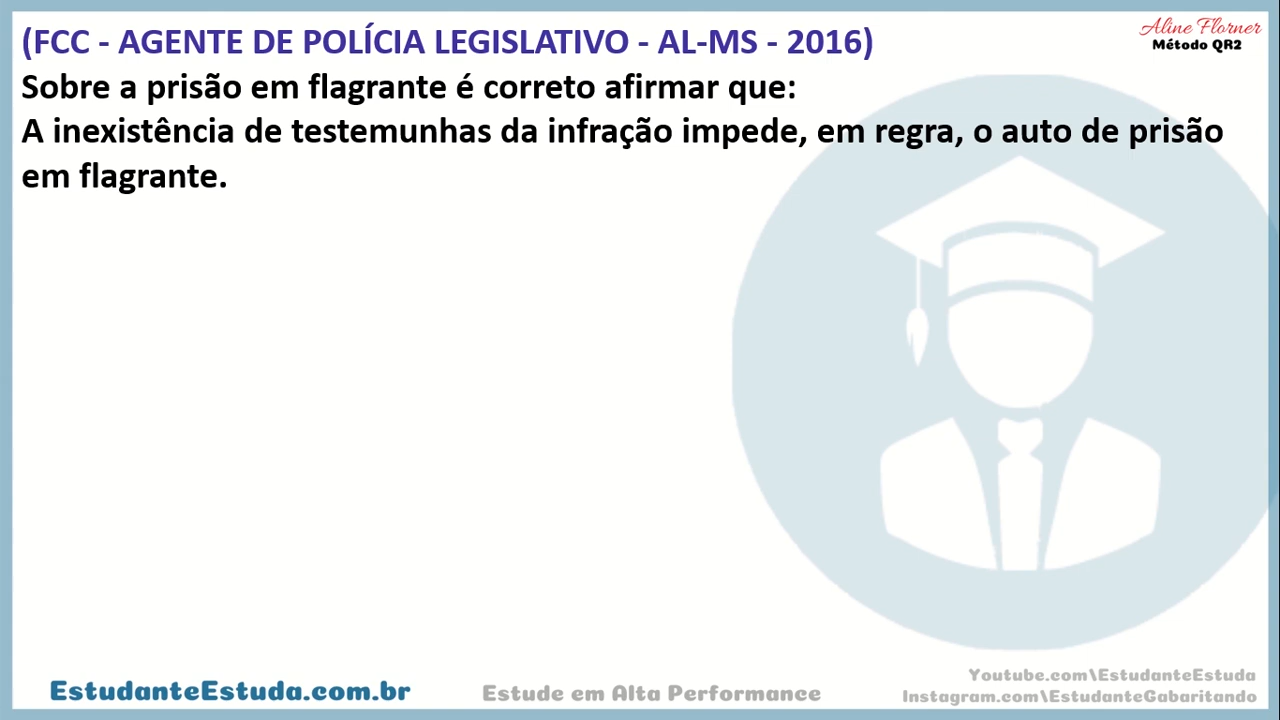 (FCC - AGENTE DE POLÍCIA LEGISLATIVO - AL-MS - 2016)
Aline Florner
Método QR2
Sobre a prisão em flagrante é correto afirmar que:
A inexistência de testemunhas da infração impede, em regra, o auto de prisão
em flagrante.
EstudanteEstuda.com.br
Estude em Alta Performance
Youtube.com\EstudanteEstuda
Instagram.com\EstudanteGabaritando